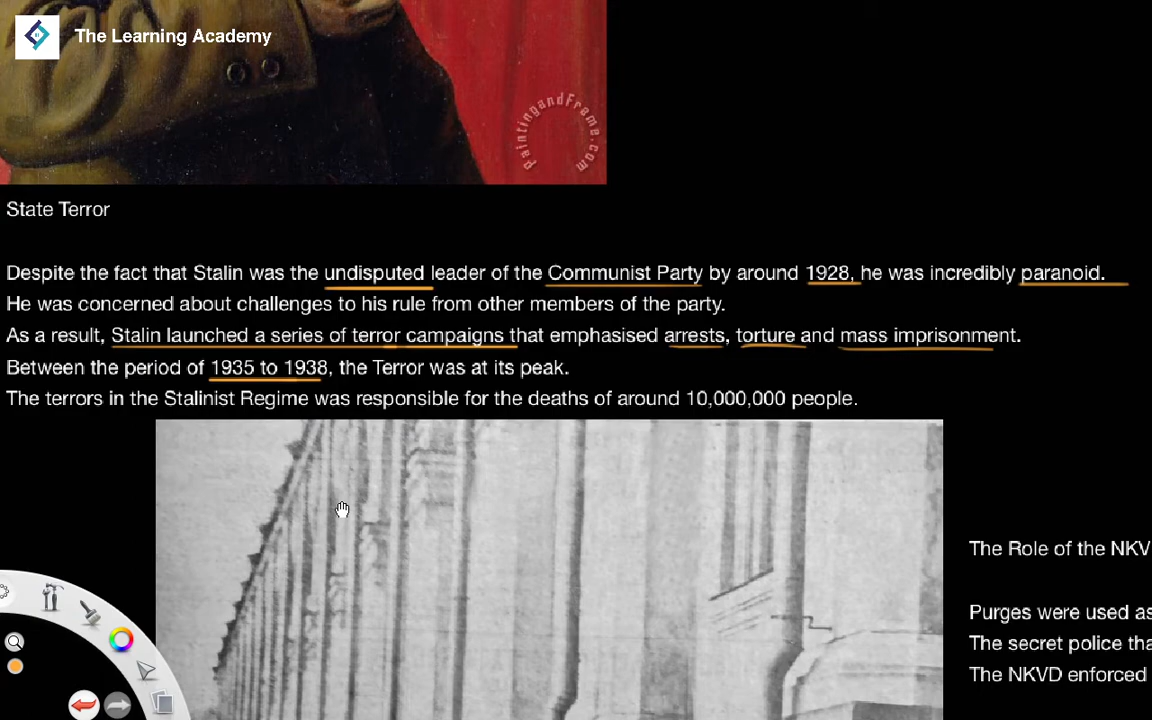 The Learning Academy
paintingandframe.com
State Terror
Despite the fact that Stalin was the undisputed leader of the Communist Party by around 1928, he was incredibly paranoid.
He was concerned about challenges to his rule from other members of the party.
As a result, Stalin launched a series of terror campaigns that emphasised arrests, torture and mass imprisonment.
Between the period of 1935 to 1938, the Terror was at its peak.
The terrors in the Stalinist Regime was responsible for the deaths of around 10,000,000 people.
The Role of the NKV
Purges were used as
The secret police tha
The NKVD enforced